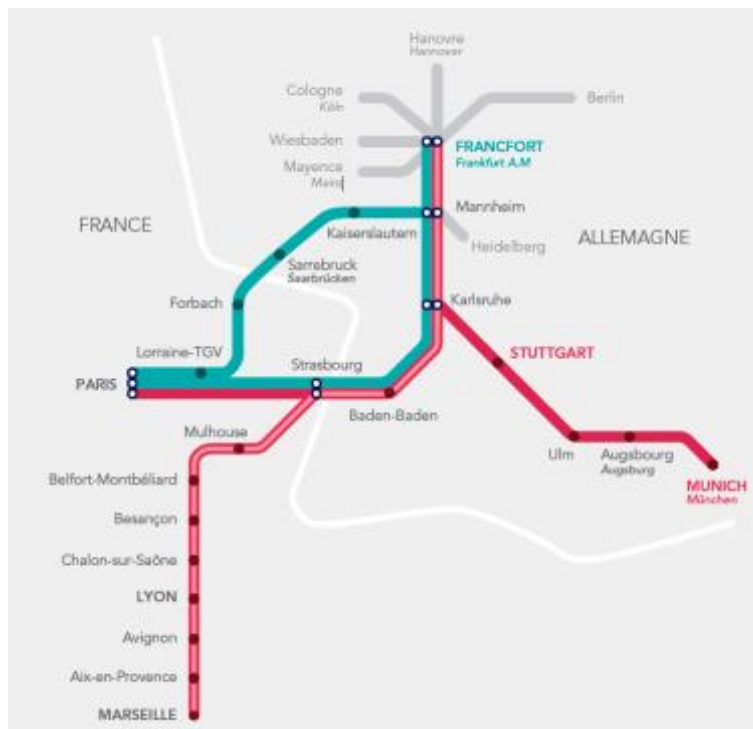 Hanovre
Hannover
Cologne
Köln
Berlin
Wiesbaden
FRANCFORT
Frankfurt A.M
Mayence
FRANCE
Mannheim
Kaiserslautern
Heidelberg
ALLEMAGNE
Sarrebruck
Saarbrücken
Forbach
Karlsruhe
Lorraine-TGV
Strasbourg
STUTTGART
PARIS
Baden-Baden
Mulhouse
Ulm
Augsbourg
Augsburg
MUNICH
München
Belfort-Montbéliard
Besançon
Chalon-sur-Saône
LYON
Avignon
Aix-en-Provence
MARSEILLE